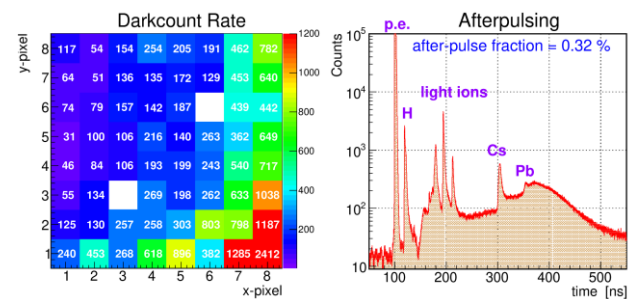 Darkcount Rate
y-pixel
8 117 54 154 254 205 191 462 782
7 64 51 136 135 172 129 453 640
6 74 79 157 142 187 439 442
5 31 100 106 216 140 263 362 649
4 46 84 106 193 199 243 540 717
3 55 134 269 198 262 633 1038
2 125 130 257 258 303 803 798 1187
1 240 453 268 618 896 382 1285 2412
1 2 3 4 5 6 7 8
x-pixel
1200
1000
800
600
400
200
0
Afterpulsing
Counts
p.e.
after-pulse fraction = 0.32 %
H
light ions
Cs
Pb
10^5
10^4
10^3
10^2
10
100 200 300 400 500
time [ns]